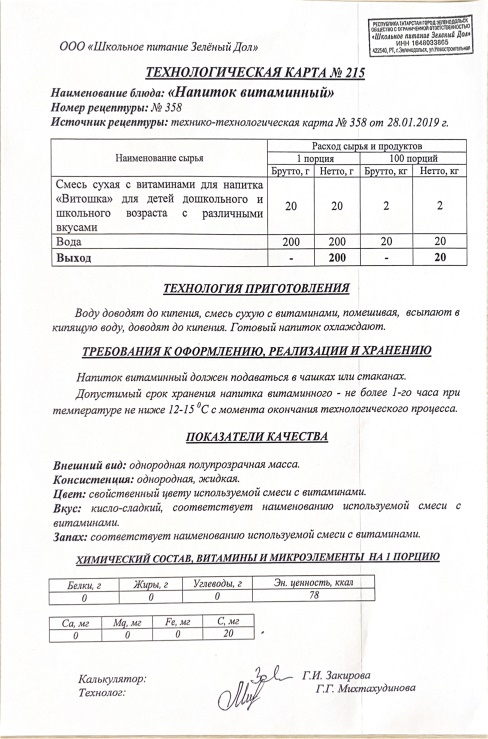 РЕСПУБЛИКА ТАТАРСТАН ГОРОД ЗЕЛЕНОДОЛЬСК
ОБЩЕСТВО С ОГРАНИЧЕННОЙ ОТВЕТСТВЕННОСТЬЮ
«Школьное питание Зеленый Дол»
ИНН 1648033865
422540, РТ, г.Зеленодольск, ул.Новостроительная
ООО «Школьное питание Зелёный Дол»
ТЕХНОЛОГИЧЕСКАЯ КАРТА № 215
Наименование блюда: «Напиток витаминный»
Номер рецептуры: № 358
Источник рецептуры: технико-технологическая карта № 358 от 28.01.2019 г.
Наименование сырья Расход сырья и продуктов
1 порция 100 порций
Брутто, г Нетто, г Брутто, кг Нетто, кг
Смесь сухая с витаминами для напитка
«Витошка» для детей дошкольного и
школьного возраста с различными
вкусами 20 20 2 2
Вода 200 200 20 20
Выход - 200 - 20
ТЕХНОЛОГИЯ ПРИГОТОВЛЕНИЯ
Воду доводят до кипения, смесь сухую с витаминами, помешивая, всыпают в
кипящую воду, доводят до кипения. Готовый напиток охлаждают.
ТРЕБОВАНИЯ К ОФОРМЛЕНИЮ, РЕАЛИЗАЦИИ И ХРАНЕНИЮ
Напиток витаминный должен подаваться в чашках или стаканах.
Допустимый срок хранения напитка витаминного - не более 1-го часа при
температуре не ниже 12-15 ⁰С с момента окончания технологического процесса.
ПОКАЗАТЕЛИ КАЧЕСТВА
Внешний вид: однородная полупрозрачная масса.
Консистенция: однородная, жидкая.
Цвет: свойственный цвету используемой смеси с витаминами.
Вкус: кисло-сладкий, соответствует наименованию используемой смеси с
витаминами.
Запах: соответствует наименованию используемой смеси с витаминами.
ХИМИЧЕСКИЙ СОСТАВ, ВИТАМИНЫ И МИКРОЭЛЕМЕНТЫ НА 1 ПОРЦИЮ
Белки, г Жиры, г Углеводы, г Эн. ценность, ккал
0 0 0 78
Ca, мг Mg, мг Fe, мг C, мг
0 0 0 20
Калькулятор: Г.И. Закирова
Технолог: Г.Г. Михтахудинова